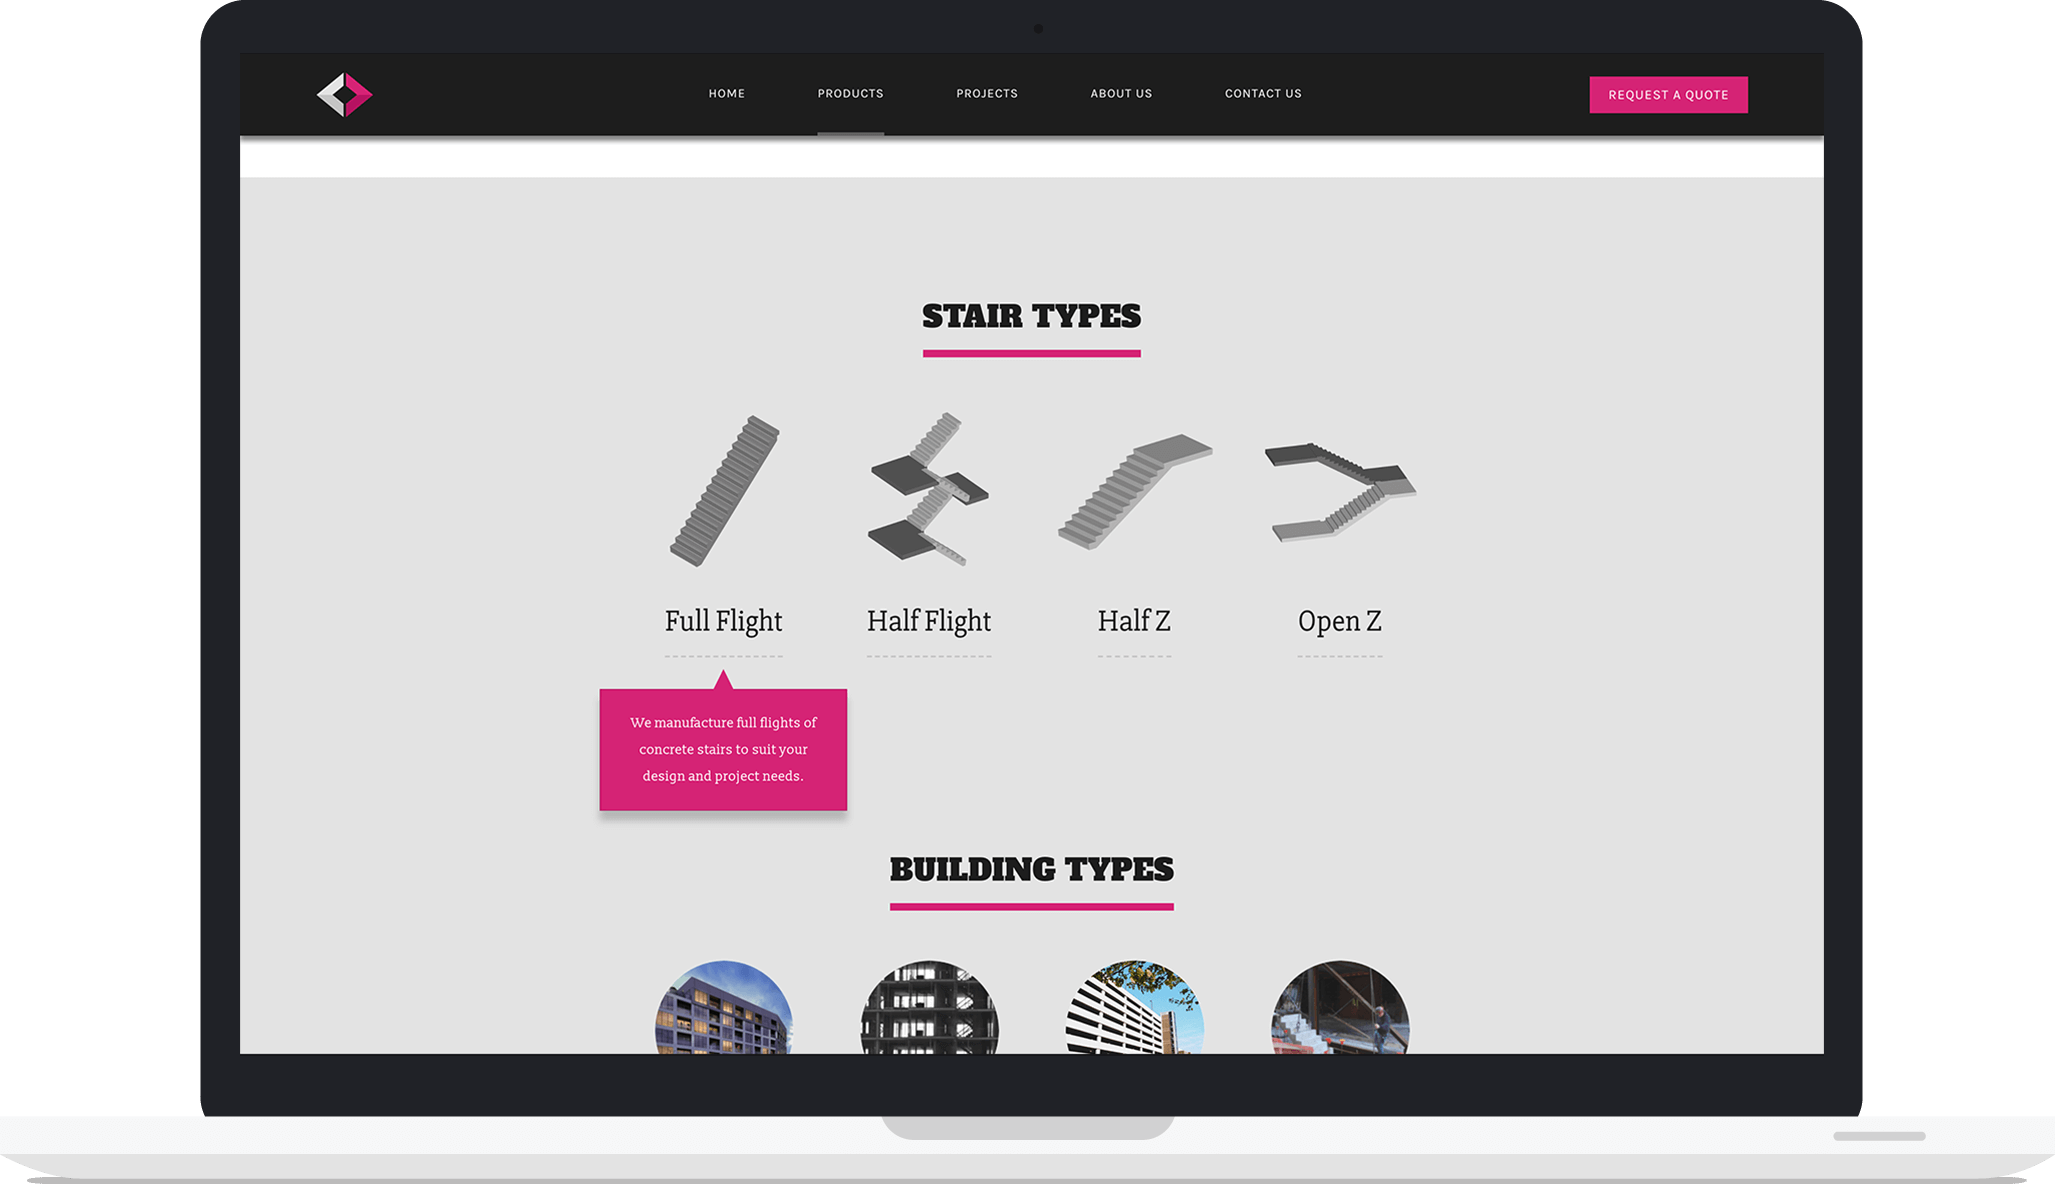 HOME
PRODUCTS
PROJECTS
ABOUT US
CONTACT US
REQUEST A QUOTE
STAIR TYPES
Full Flight
Half Flight
Half Z
Open Z
We manufacture full flights of
concrete stairs to suit your
design and project needs.
BUILDING TYPES